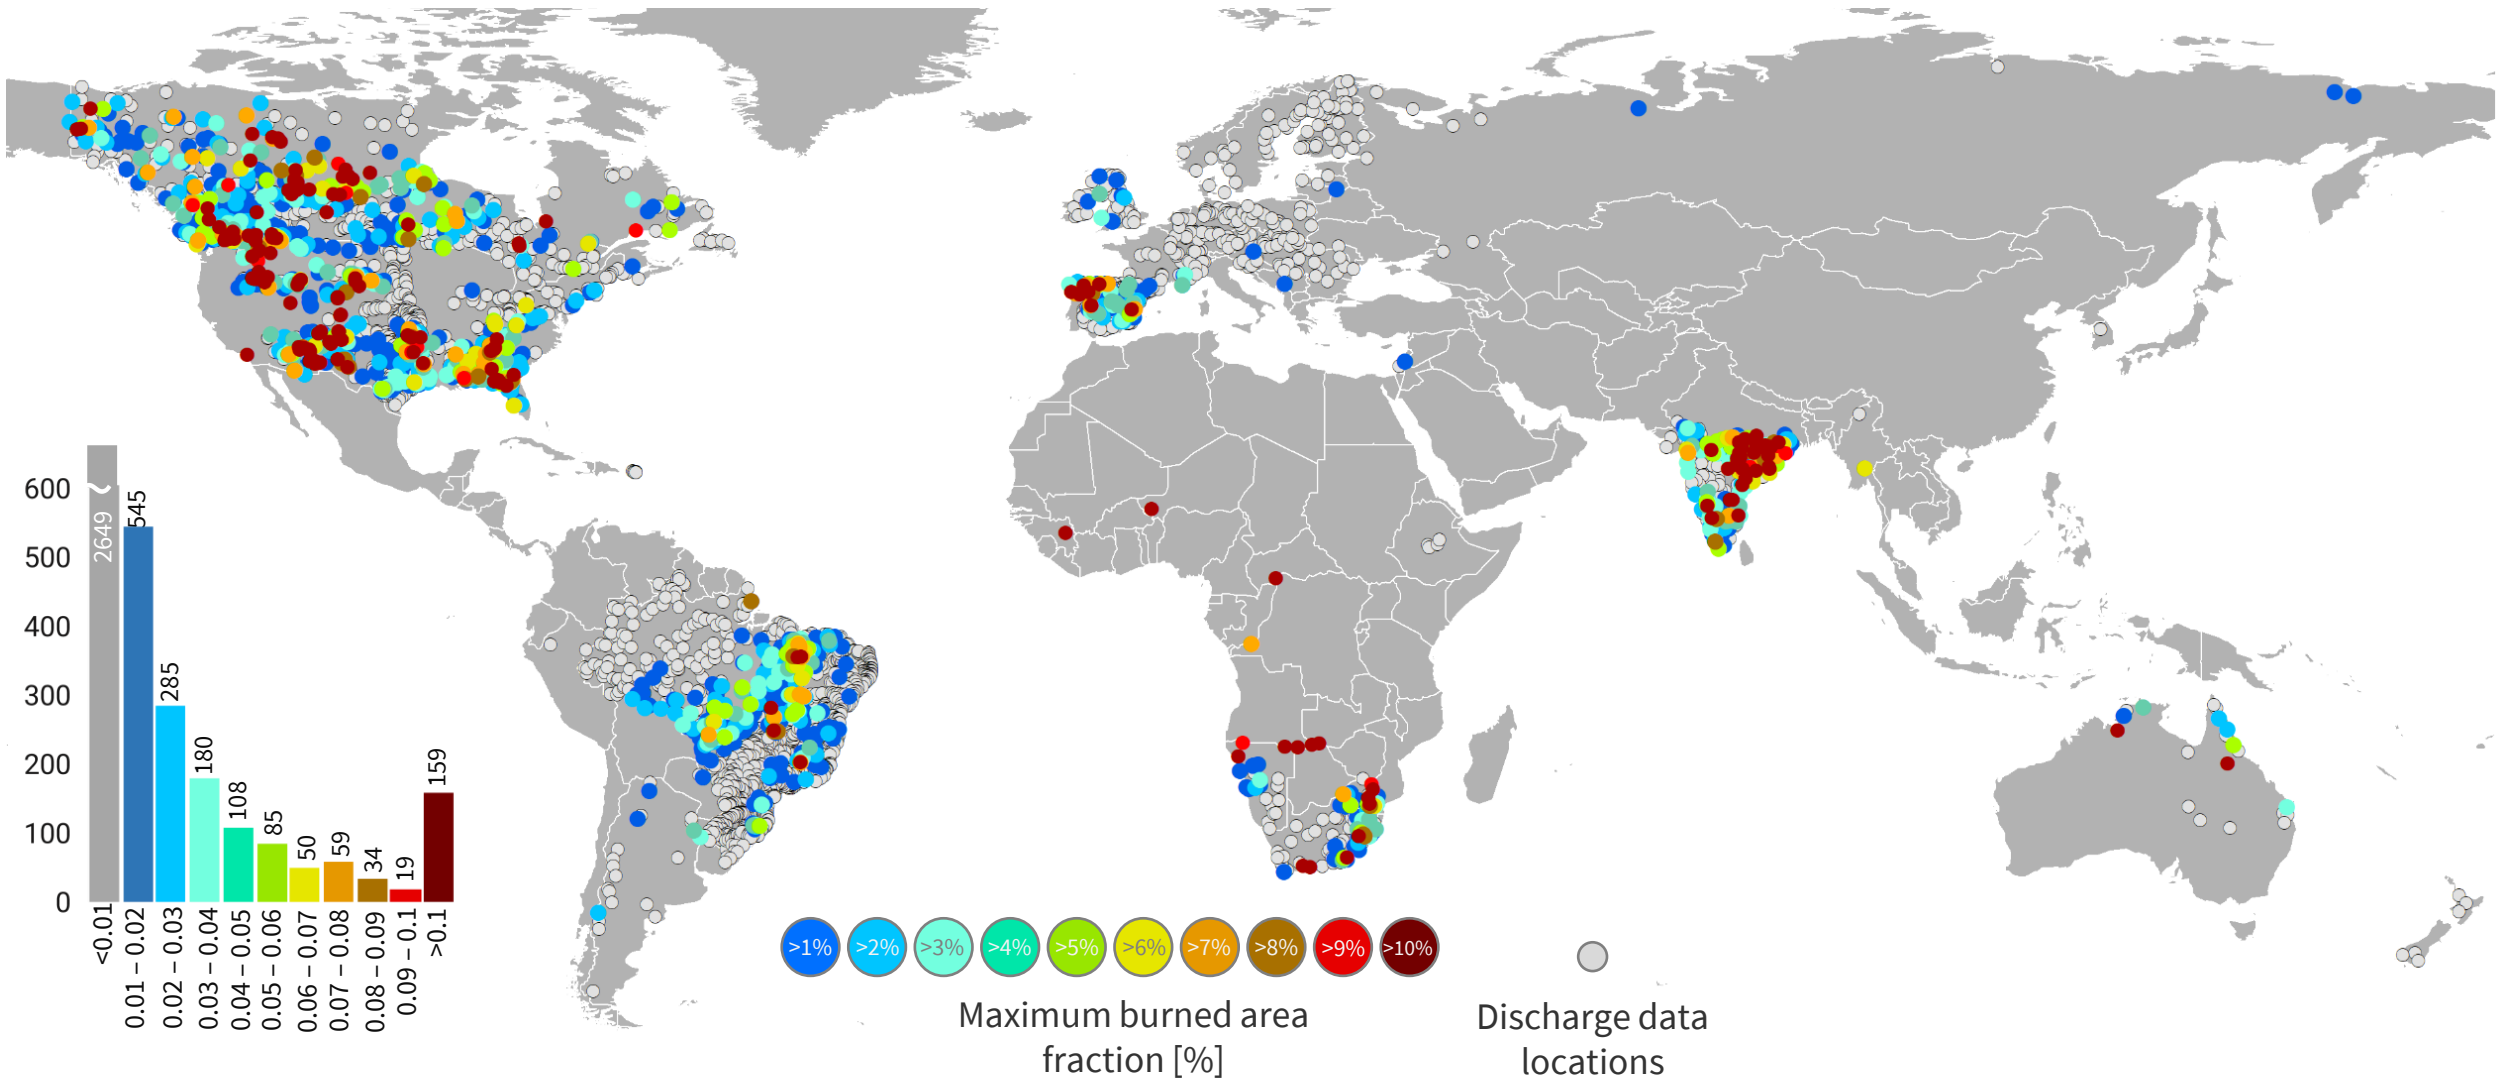 600
500
400
300
200
100
0
2649
545
285
180
108
85
50
59
34
19
159
<0.01
0.01 – 0.02
0.02 – 0.03
0.03 – 0.04
0.04 – 0.05
0.05 – 0.06
0.06 – 0.07
0.07 – 0.08
0.08 – 0.09
0.09 – 0.1
>0.1
>1% >2% >3% >4% >5% >6% >7% >8% >9% >10%
Maximum burned area
fraction [%]
Discharge data
locations